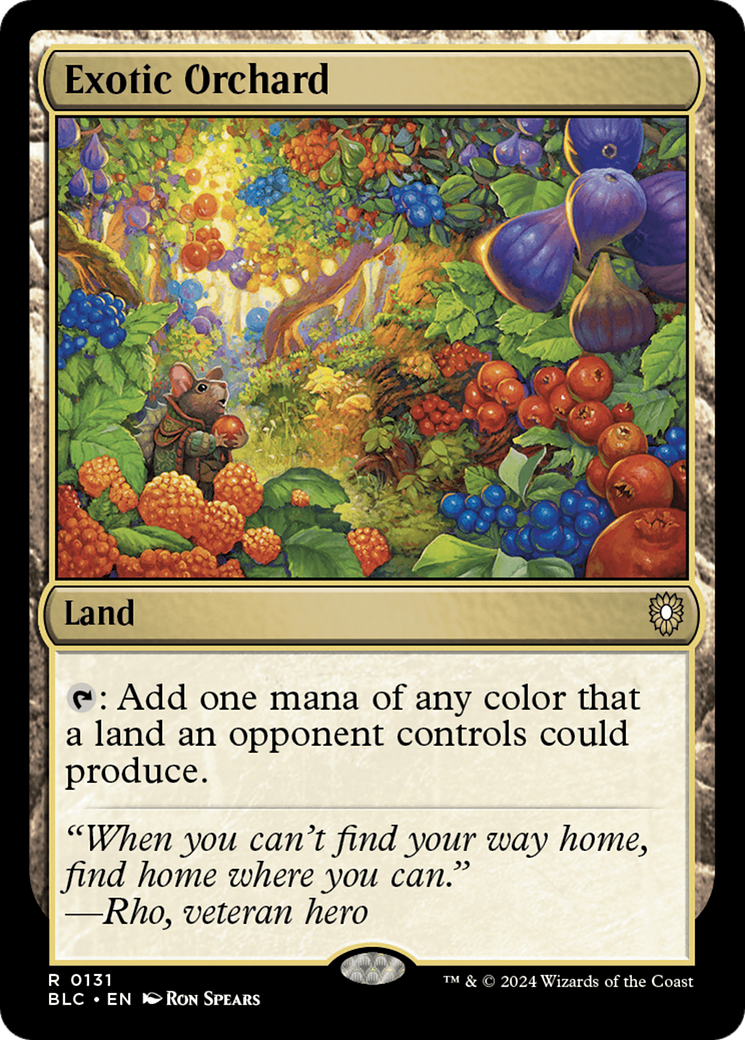 Exotic Orchard
Land
: Add one mana of any color that
a land an opponent controls could
produce.
“When you can’t find your way home,
find home where you can.”
—Rho, veteran hero
R 0131
BLC • EN Ron Spears
™ & © 2024 Wizards of the Coast